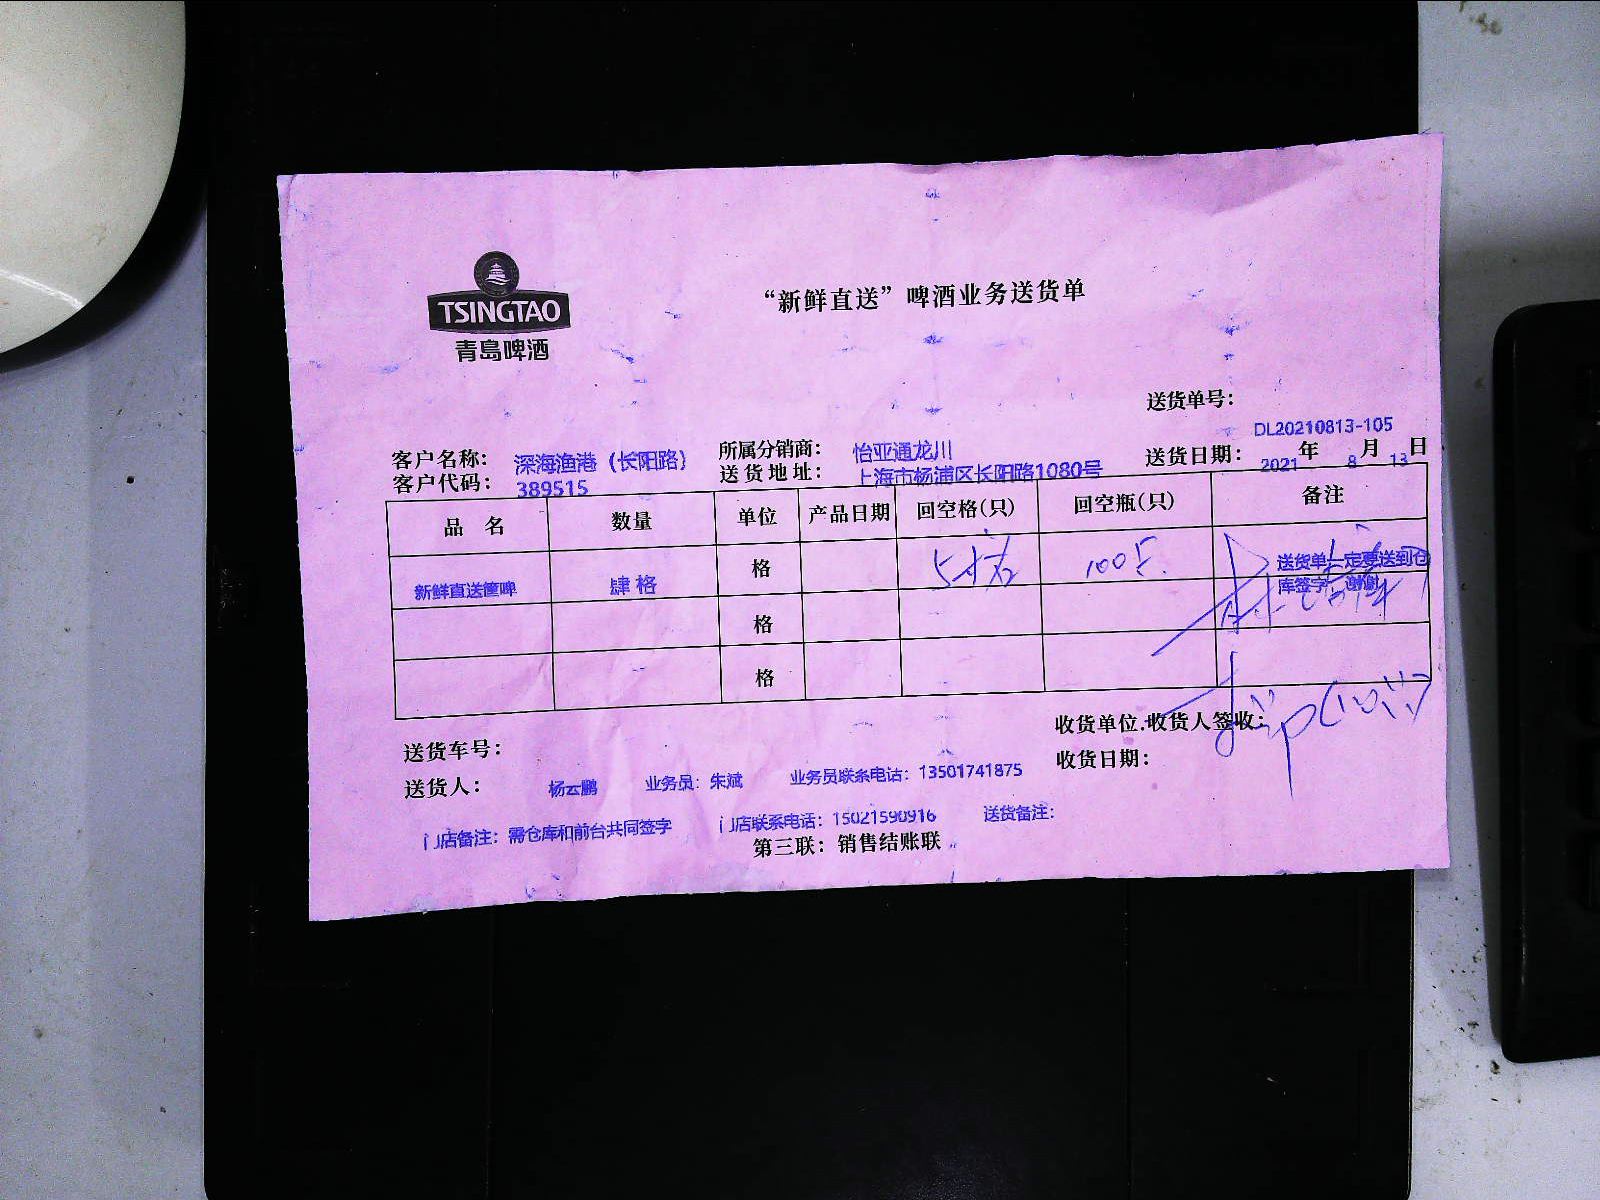 TSINGTAO
青岛啤酒
“新鲜直送”啤酒业务送货单
送货单号：
DL20210813-105
客户名称： 深海渔港（长阳路） 所属分销商： 怡亚通龙川 送货日期： 2021 年 8 月 13 日
客户代码： 389515 送货地址： 上海市杨浦区长阳路1080号
品 名 数量 单位 产品日期 回空格(只) 回空瓶(只) 备注
新鲜直送筐啤 肆格 格 5格 100 送货单一定要送到仓
库签字，谢谢
格
格
收货单位.收货人签收：
送货车号：
收货日期：
送货人： 杨云鹏 业务员：朱斌 业务员联系电话：13501741875
门店备注：需仓库和前台共同签字 门店联系电话：15021590916 送货备注：
第三联：销售结账联